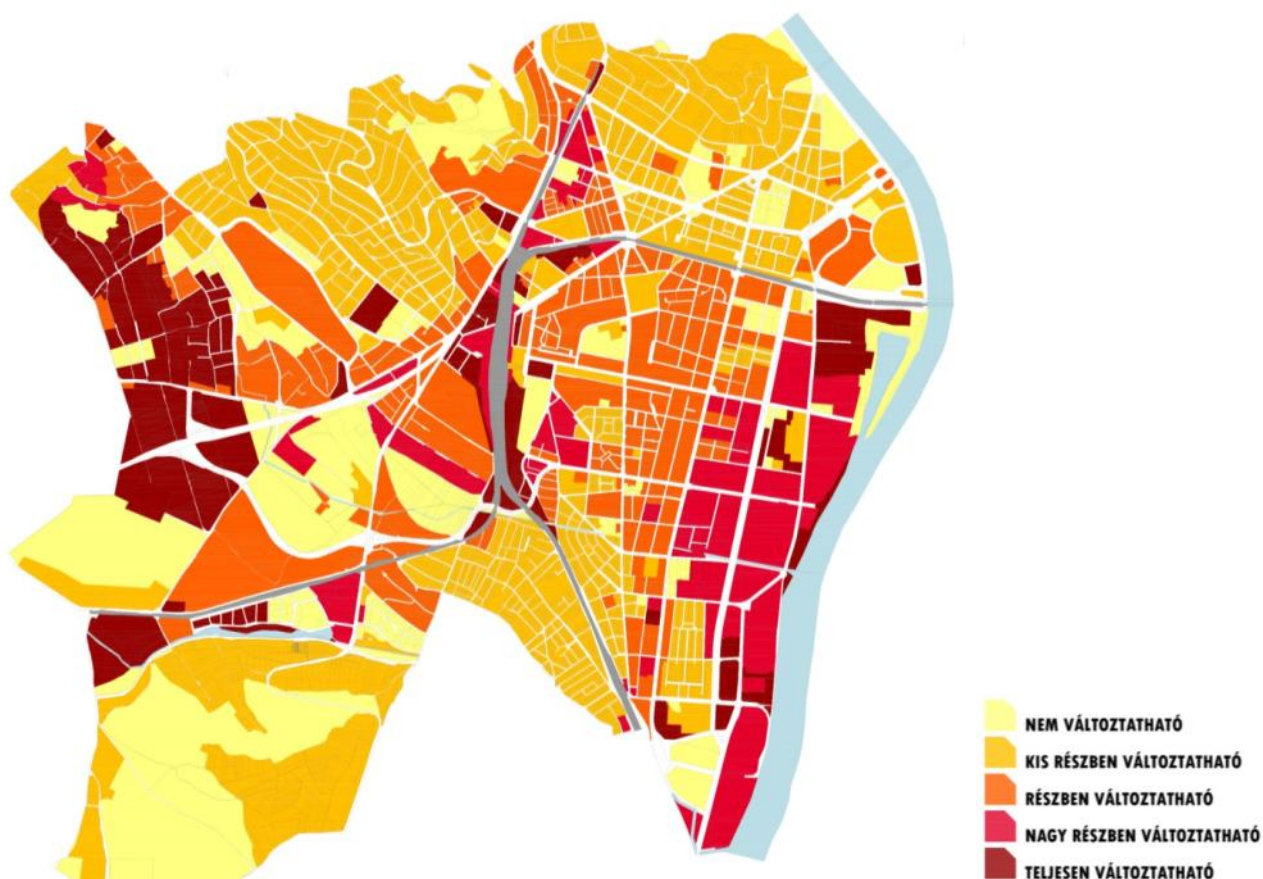 NEM VÁLTOZTATHATÓ
KIS RÉSZBEN VÁLTOZTATHATÓ
RÉSZBEN VÁLTOZTATHATÓ
NAGY RÉSZBEN VÁLTOZTATHATÓ
TELJESEN VÁLTOZTATHATÓ